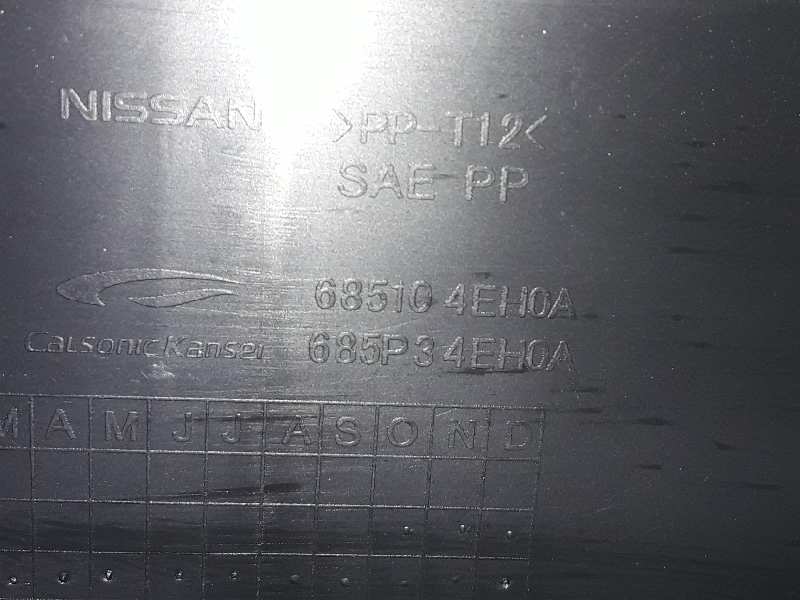 NISSAN
>PP-T12<
SAE PP
68510 4EH0A
CalsonicKansei
685P3 4EH0A
M A M J J A S O N D